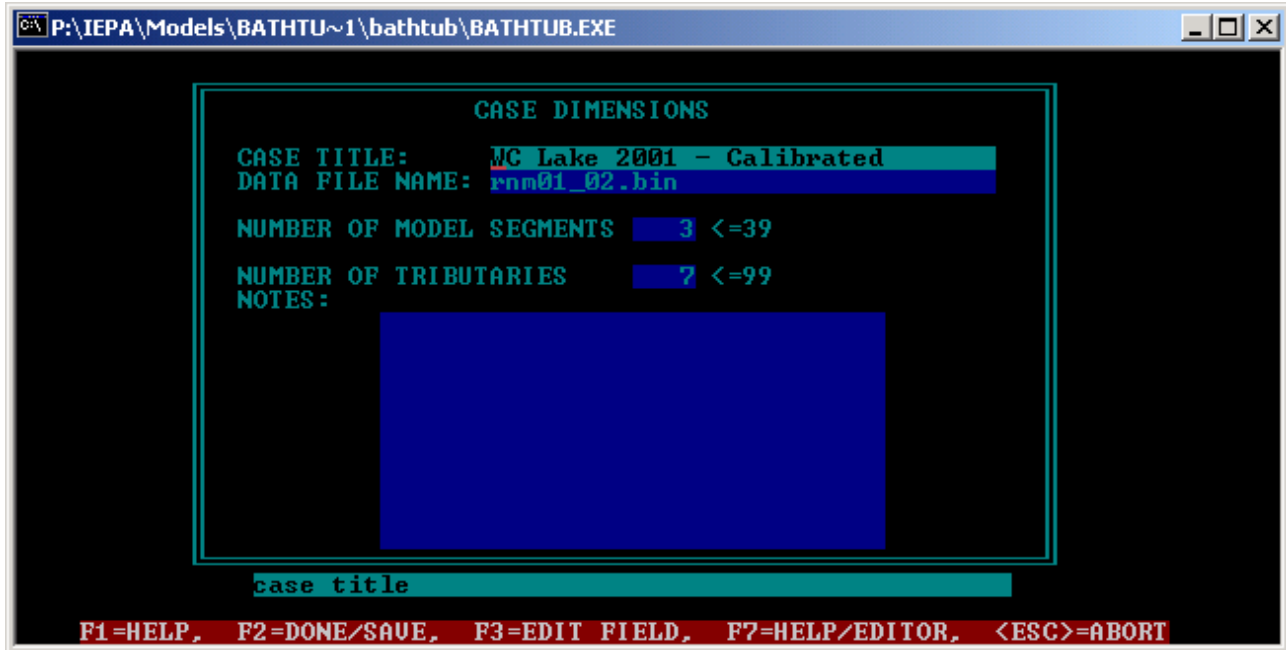 P:\IEPA\Models\BATHTU~1\bathtub\BATHTUB.EXE
CASE DIMENSIONS
CASE TITLE: WC Lake 2001 - Calibrated
DATA FILE NAME: rnm01_02.bin
NUMBER OF MODEL SEGMENTS 3 <=39
NUMBER OF TRIBUTARIES 7 <=99
NOTES:
case title
F1=HELP, F2=DONE/SAVE, F3=EDIT FIELD, F7=HELP/EDITOR, <ESC>=ABORT